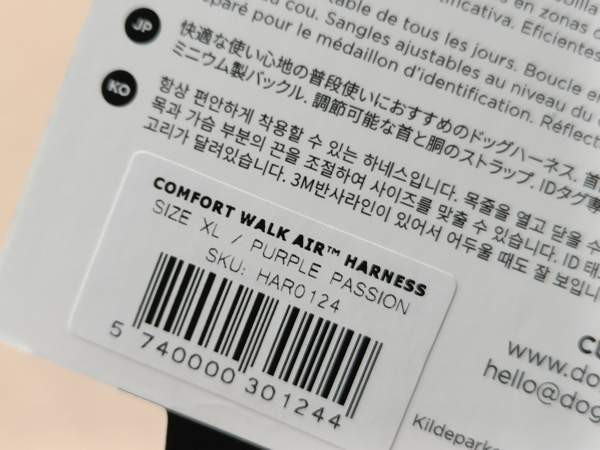 table de tous les jours. Boucle en
cou. Sangles ajustables au niveau du
paré pour le médaillon d'identification. Réflect
en zonas d
ficativa. Eficientes
JP
快適な使い心地の普段使いにおすすめのドッグハーネス. 首
ミニウム製バックル. 調節可能な首と胴のストラップ. IDタグ専
KO
항상 편안하게 착용할 수 있는 하네스입니다. 목줄을 열고 닫을 수
목과 가슴 부분의 끈을 조절하여 사이즈를 맞출 수 있습니다. ID 태
고리가 달려있습니다. 3M반사라인이 있어서 어두울 때도 잘 보입니
COMFORT WALK AIR™ HARNESS
SIZE XL / PURPLE PASSION
SKU: HAR0124
5 740000 301244
www.do
hello@dog
Kildeparke